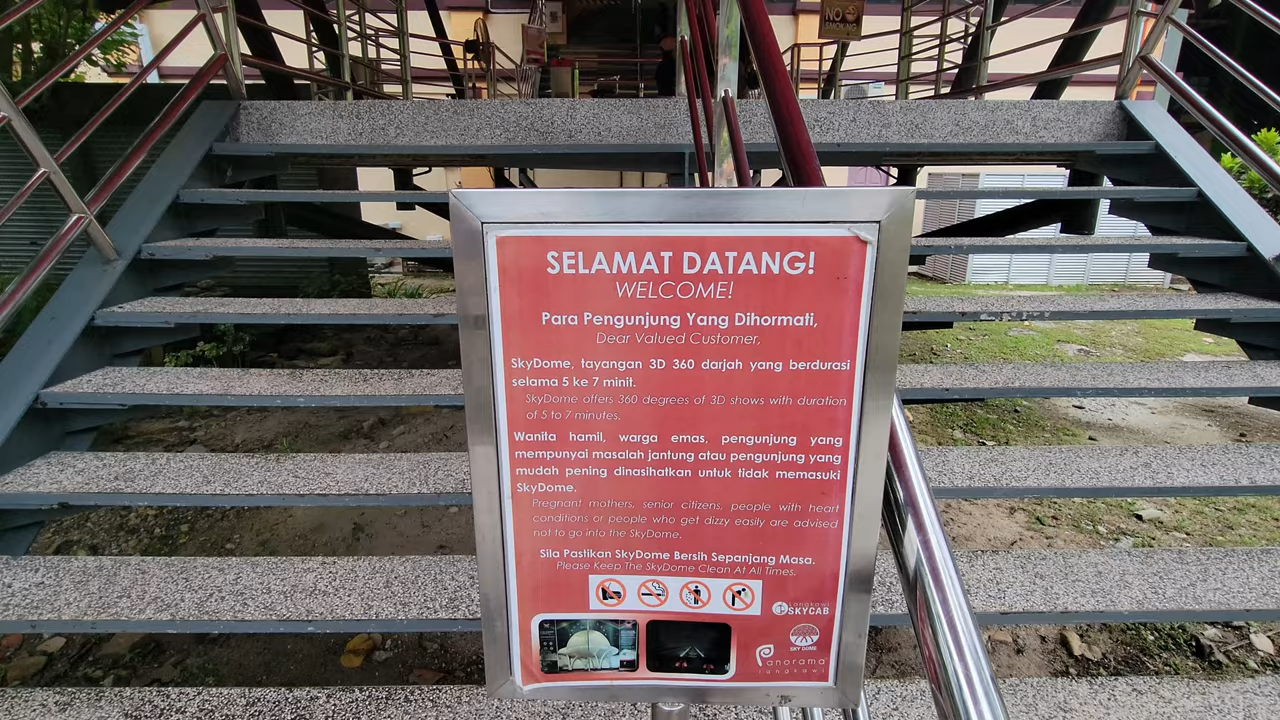 NO
SMOKING
SELAMAT DATANG!
WELCOME!
Para Pengunjung Yang Dihormati,
Dear Valued Customer,
SkyDome, tayangan 3D 360 darjah yang berdurasi
selama 5 ke 7 minit.
SkyDome offers 360 degrees of 3D shows with duration
of 5 to 7 minutes.
Wanita hamil, warga emas, pengunjung yang
mempunyai masalah jantung atau pengunjung yang
mudah pening dinasihatkan untuk tidak memasuki
SkyDome.
Pregnant mothers, senior citizens, people with heart
conditions or people who get dizzy easily are advised
not to go into the SkyDome.
Sila Pastikan SkyDome Bersih Sepanjang Masa.
Please Keep The SkyDome Clean At All Times.
Langkawi
SKYCAB
SKY DOME
Panorama
langkawi